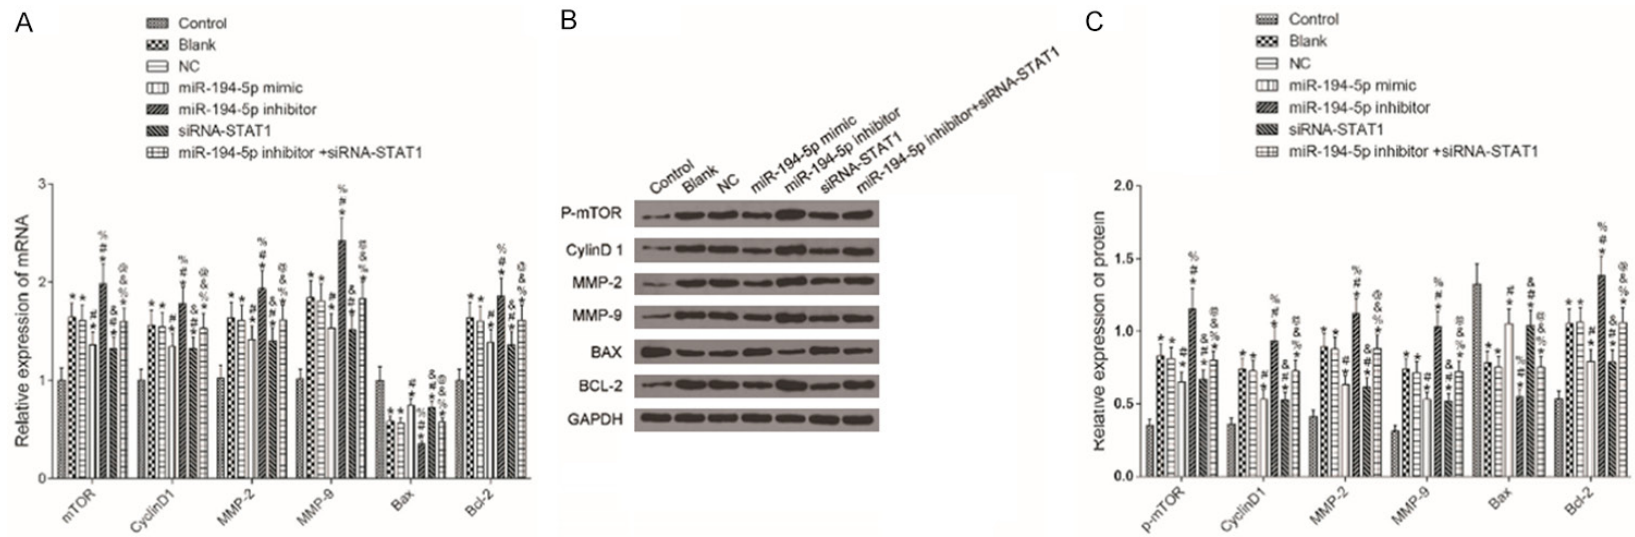 A
Control
Blank
NC
miR-194-5p mimic
miR-194-5p inhibitor
siRNA-STAT1
miR-194-5p inhibitor +siRNA-STAT1
Relative expression of mRNA
3
2
1
0
mTOR
CyclinD1
MMP-2
MMP-9
Bax
Bcl-2
B
Control
Blank
NC
miR-194-5p mimic
miR-194-5p inhibitor
siRNA-STAT1
miR-194-5p inhibitor+siRNA-STAT1
P-mTOR
CylinD 1
MMP-2
MMP-9
BAX
BCL-2
GAPDH
C
Control
Blank
NC
miR-194-5p mimic
miR-194-5p inhibitor
siRNA-STAT1
miR-194-5p inhibitor +siRNA-STAT1
Relative expression of protein
2.0
1.5
1.0
0.5
0.0
p-mTOR
CyclinD1
MMP-2
MMP-9
Bax
Bcl-2